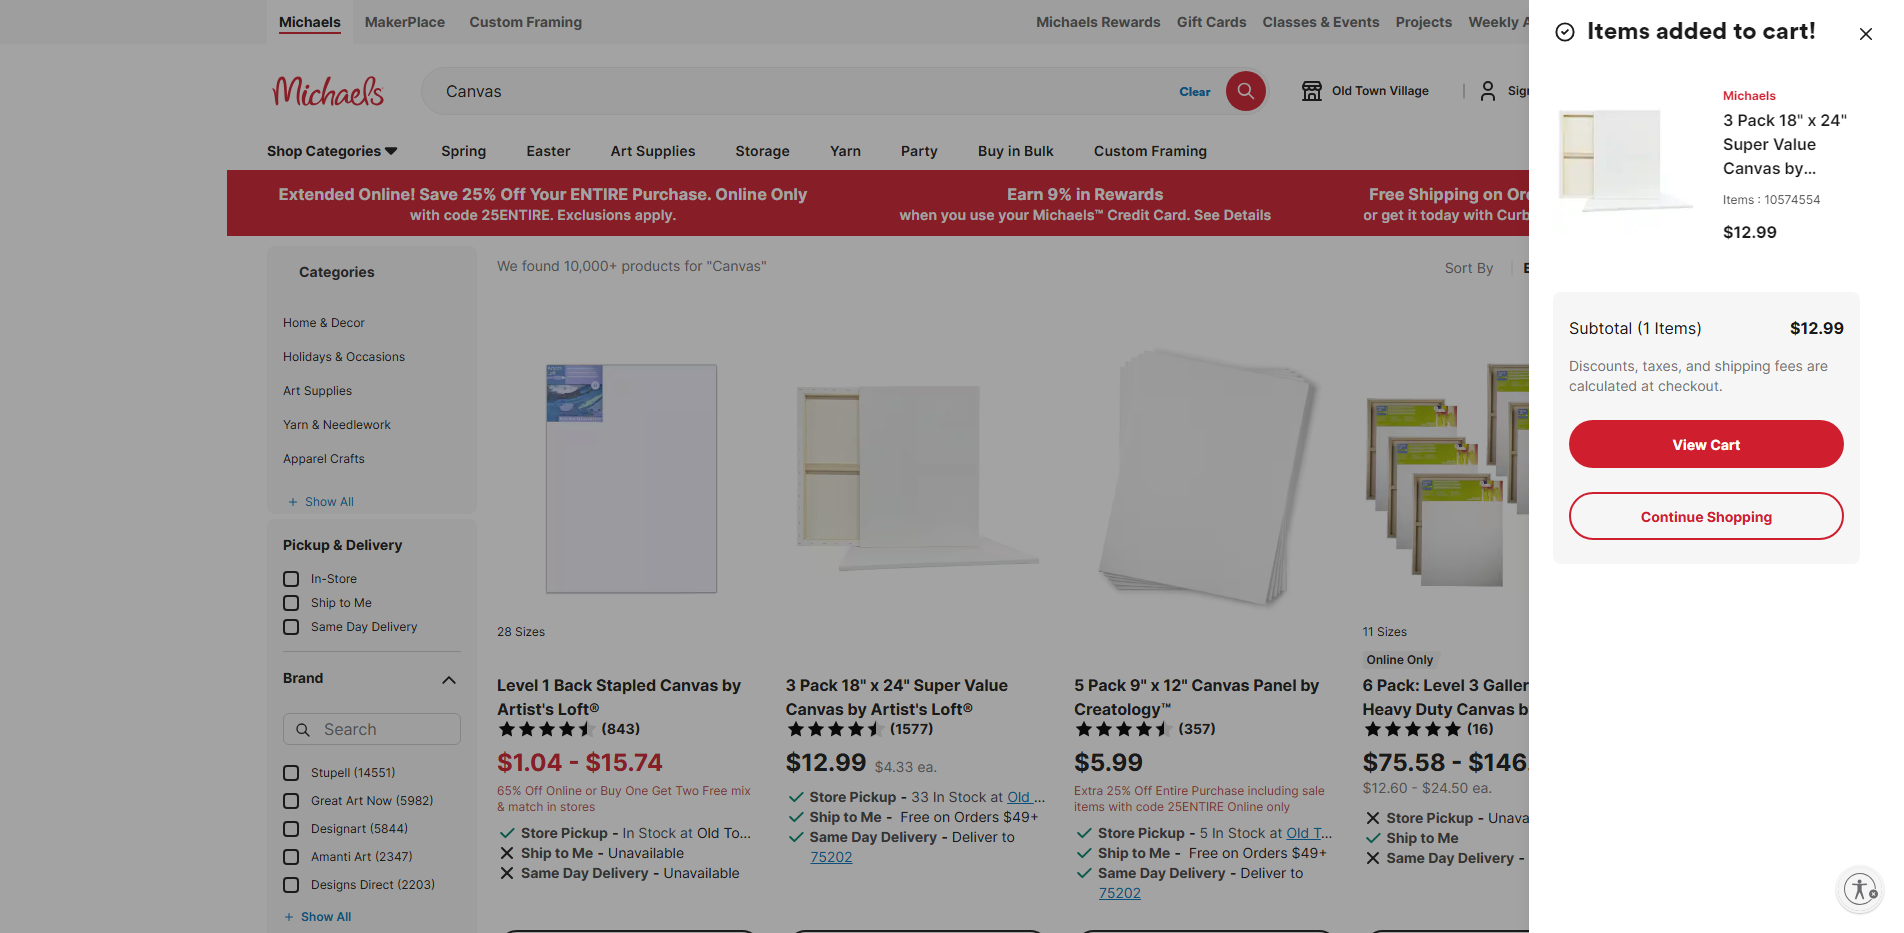 Michaels
MakerPlace
Custom Framing
Michaels Rewards
Gift Cards
Classes & Events
Projects
Weekly A
Michaels
Canvas
Clear
Old Town Village
Sign
Shop Categories
Spring
Easter
Art Supplies
Storage
Yarn
Party
Buy in Bulk
Custom Framing
Extended Online! Save 25% Off Your ENTIRE Purchase. Online Only
with code 25ENTIRE. Exclusions apply.
Earn 9% in Rewards
when you use your Michaels™ Credit Card. See Details
Free Shipping on Or
or get it today with Curb
Categories
Home & Decor
Holidays & Occasions
Art Supplies
Yarn & Needlework
Apparel Crafts
+ Show All
Pickup & Delivery
In-Store
Ship to Me
Same Day Delivery
Brand
Search
Stupell (14551)
Great Art Now (5982)
Designart (5844)
Amanti Art (2347)
Designs Direct (2203)
+ Show All
We found 10,000+ products for "Canvas"
Sort By
28 Sizes
Level 1 Back Stapled Canvas by
Artist's Loft®
(843)
$1.04 - $15.74
65% Off Online or Buy One Get Two Free mix
& match in stores
Store Pickup - In Stock at Old To...
Ship to Me - Unavailable
Same Day Delivery - Unavailable
3 Pack 18" x 24" Super Value
Canvas by Artist's Loft®
(1577)
$12.99 $4.33 ea.
Store Pickup - 33 In Stock at Old ...
Ship to Me - Free on Orders $49+
Same Day Delivery - Deliver to
75202
5 Pack 9" x 12" Canvas Panel by
Creatology™
(357)
$5.99
Extra 25% Off Entire Purchase including sale
items with code 25ENTIRE Online only
Store Pickup - 5 In Stock at Old T...
Ship to Me - Free on Orders $49+
Same Day Delivery - Deliver to
75202
11 Sizes
Online Only
6 Pack: Level 3 Galler
Heavy Duty Canvas b
(16)
$75.58 - $146.
$12.60 - $24.50 ea.
Store Pickup - Unava
Ship to Me
Same Day Delivery -
Items added to cart!
Michaels
3 Pack 18" x 24"
Super Value
Canvas by...
Items : 10574554
$12.99
Subtotal (1 Items)
$12.99
Discounts, taxes, and shipping fees are
calculated at checkout.
View Cart
Continue Shopping